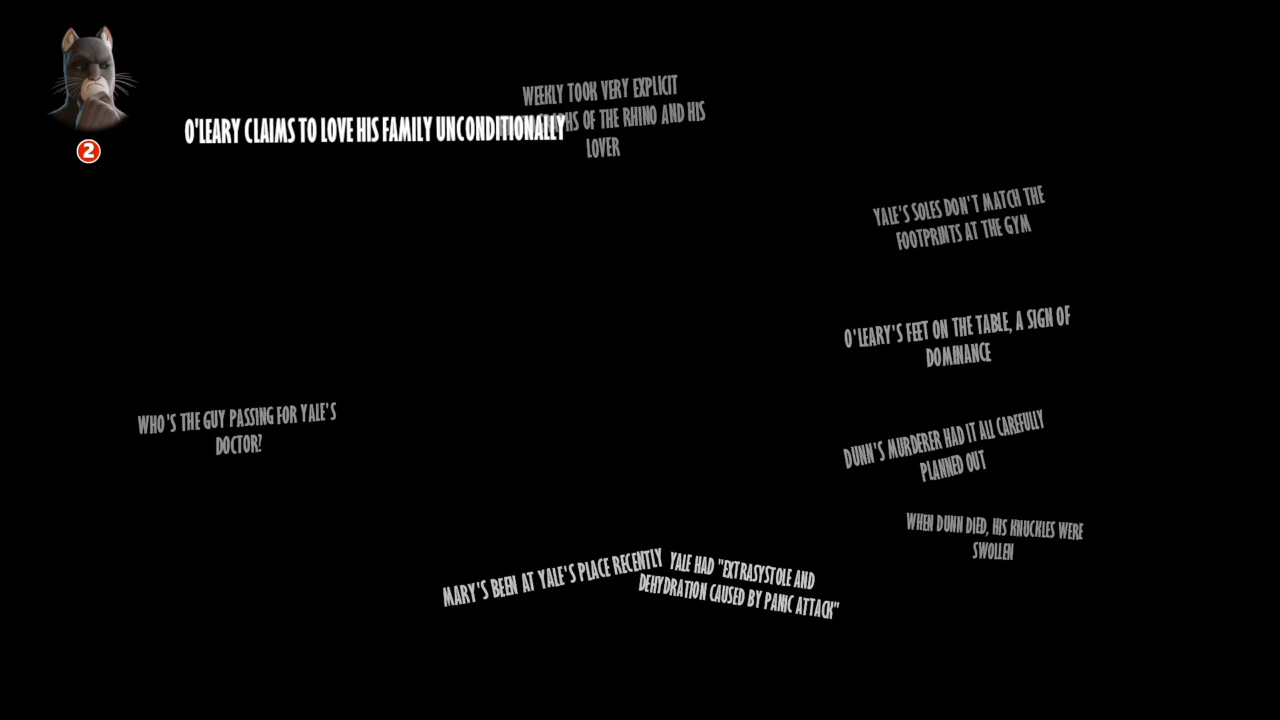 WEEKLY TOOK VERY EXPLICIT
OF THE RHINO AND HIS
LOVER
O'LEARY CLAIMS TO LOVE HIS FAMILY UNCONDITIONALLY
2
YALE'S SOLES DON'T MATCH THE
FOOTPRINTS AT THE GYM
O'LEARY'S FEET ON THE TABLE, A SIGN OF
DOMINANCE
WHO'S THE GUY PASSING FOR YALE'S
DOCTOR?
DUNN'S MURDERER HAD IT ALL CAREFULLY
PLANNED OUT
WHEN DUNN DIED, HIS KNUCKLES WERE
SWOLLEN
MARY'S BEEN AT YALE'S PLACE RECENTLY
YALE HAD "EXTRASYSTOLE AND
DEHYDRATION CAUSED BY PANIC ATTACK"